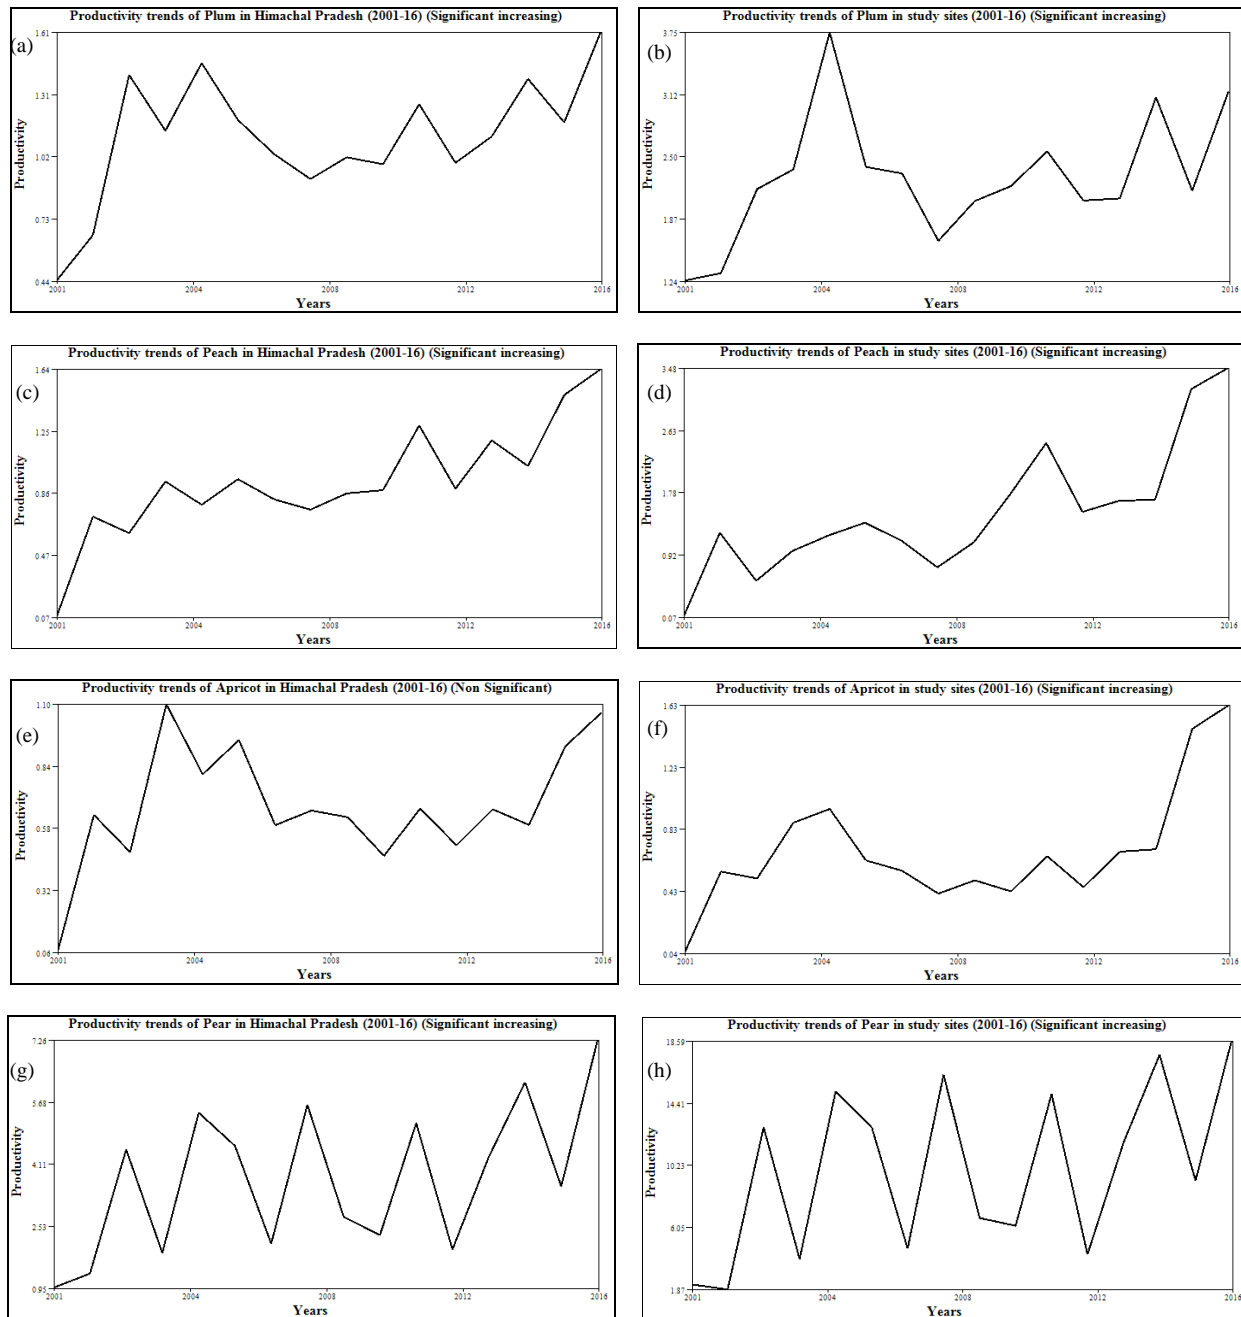 Productivity trends of Plum in Himachal Pradesh (2001-16) (Significant increasing)
(a)
1.61
1.31
1.02
0.73
0.44
Productivity
2001
2004
2008
2012
2016
Years
Productivity trends of Plum in study sites (2001-16) (Significant increasing)
(b)
3.75
3.12
2.50
1.87
1.24
Productivity
2001
2004
2008
2012
2016
Years
Productivity trends of Peach in Himachal Pradesh (2001-16) (Significant increasing)
(c)
1.64
1.25
0.86
0.47
0.07
Productivity
2001
2004
2008
2012
2016
Years
Productivity trends of Peach in study sites (2001-16) (Significant increasing)
(d)
3.48
2.63
1.78
0.92
0.07
Productivity
2001
2004
2008
2012
2016
Years
Productivity trends of Apricot in Himachal Pradesh (2001-16) (Non Significant)
(e)
1.10
0.84
0.58
0.32
0.06
Productivity
2001
2004
2008
2012
2016
Years
Productivity trends of Apricot in study sites (2001-16) (Significant increasing)
(f)
1.63
1.23
0.83
0.43
0.04
Productivity
2001
2004
2008
2012
2016
Years
Productivity trends of Pear in Himachal Pradesh (2001-16) (Significant increasing)
(g)
7.26
5.68
4.11
2.53
0.95
Productivity
2001
2004
2008
2012
2016
Years
Productivity trends of Pear in study sites (2001-16) (Significant increasing)
(h)
18.59
14.41
10.23
6.05
1.87
Productivity
2001
2004
2008
2012
2016
Years